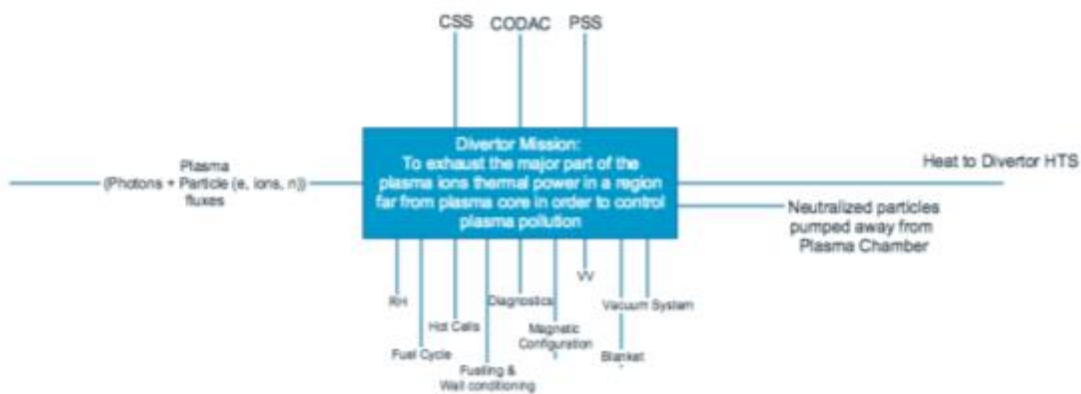 CSS CODAC PSS
Divertor Mission:
To exhaust the major part of the
plasma ions thermal power in a region
far from plasma core in order to control
plasma pollution
Plasma
(Photons + Particle (e, ions, n))
fluxes
Heat to Divertor HTS
Neutralized particles
pumped away from
Plasma Chamber
RH
Fuel Cycle
Hot Cells
Fuelling &
Wall conditioning
Diagnostics
Magnetic
Configuration
VV
Blanket
Vacuum System